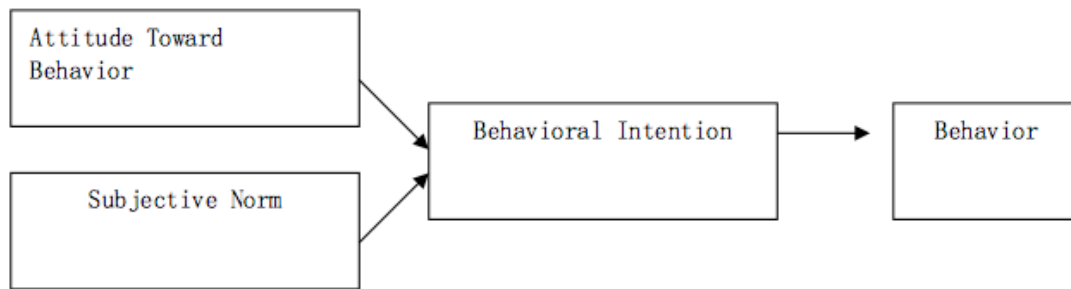 Attitude Toward
Behavior
Subjective Norm
Behavioral Intention
Behavior